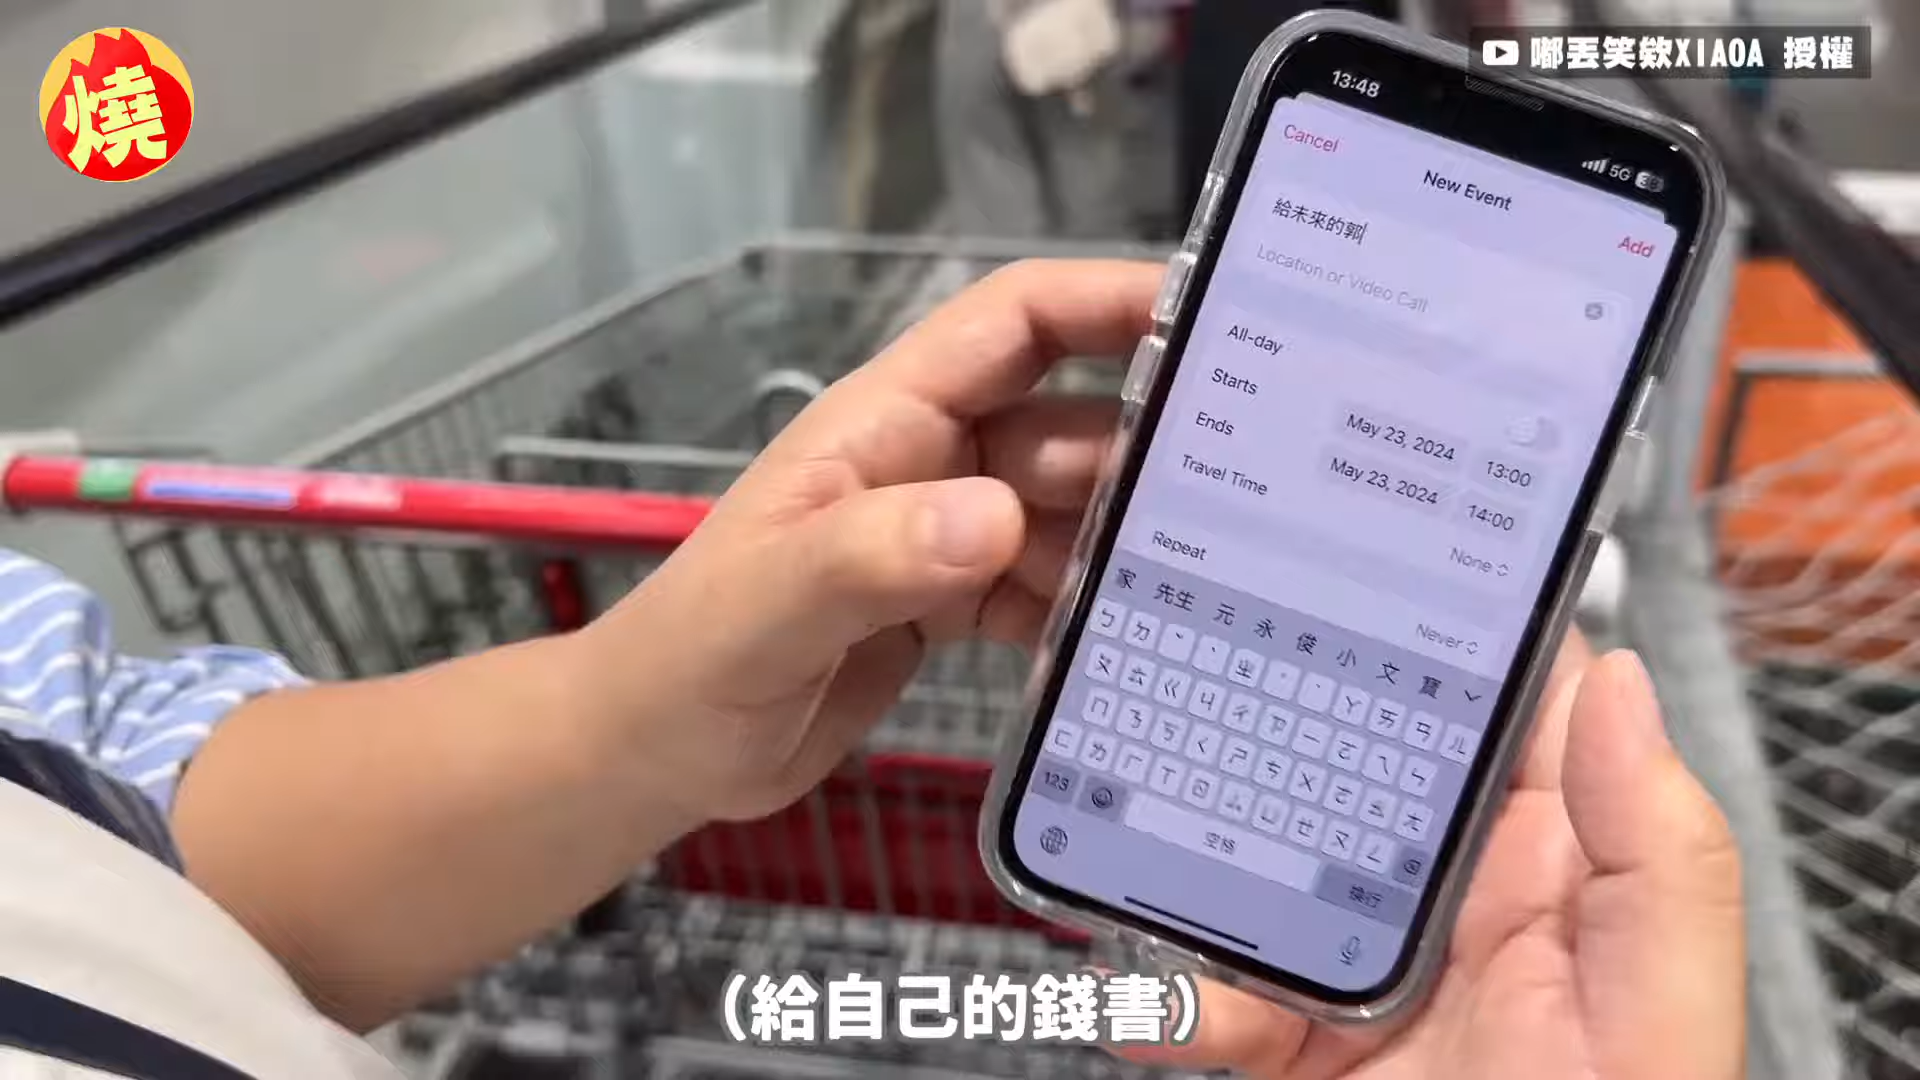 燒
嘟丟笑欸XIAOA 授權
13:48
5G
Cancel
New Event
Add
給未來的郭
Location or Video Call
All-day
Starts
May 23, 2024
13:00
Ends
May 23, 2024
14:00
Travel Time
None
Repeat
Never
家 先生 元 永 俊 小 文 寶
123
空格
換行
(給自己的錢書)